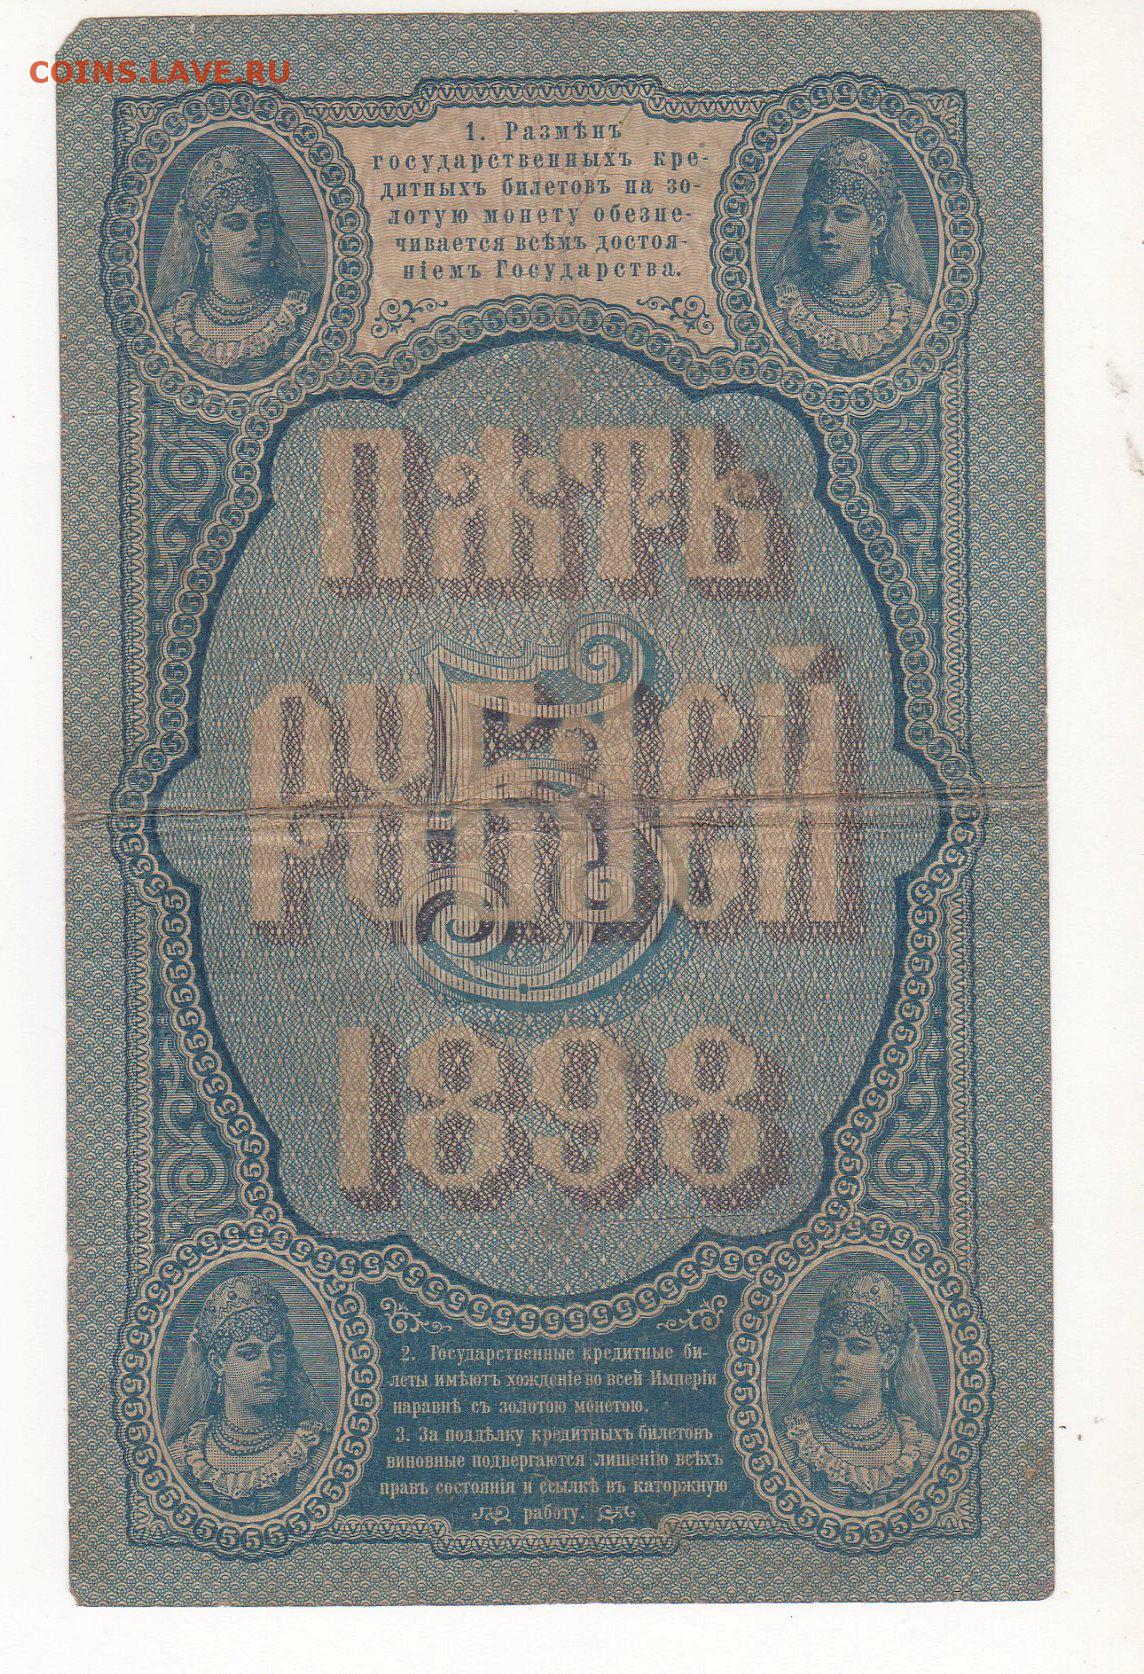 COINS.LAVE.RU
1. Размѣнъ
государственныхъ кре-
дитныхъ билетовъ на зо-
лотую монету обезпе-
чивается всѣмъ достоя-
ніемъ Государства.
ПЯТЬ
5
РУБЛЕЙ
1898
2. Государственные кредитные би-
леты имѣютъ хожденіе во всей Имперіи
наравнѣ съ золотою монетою.
3. За поддѣлку кредитныхъ билетовъ
виновные подвергаются лишенію всѣхъ
правъ состоянія и ссылкѣ въ каторжную
работу.